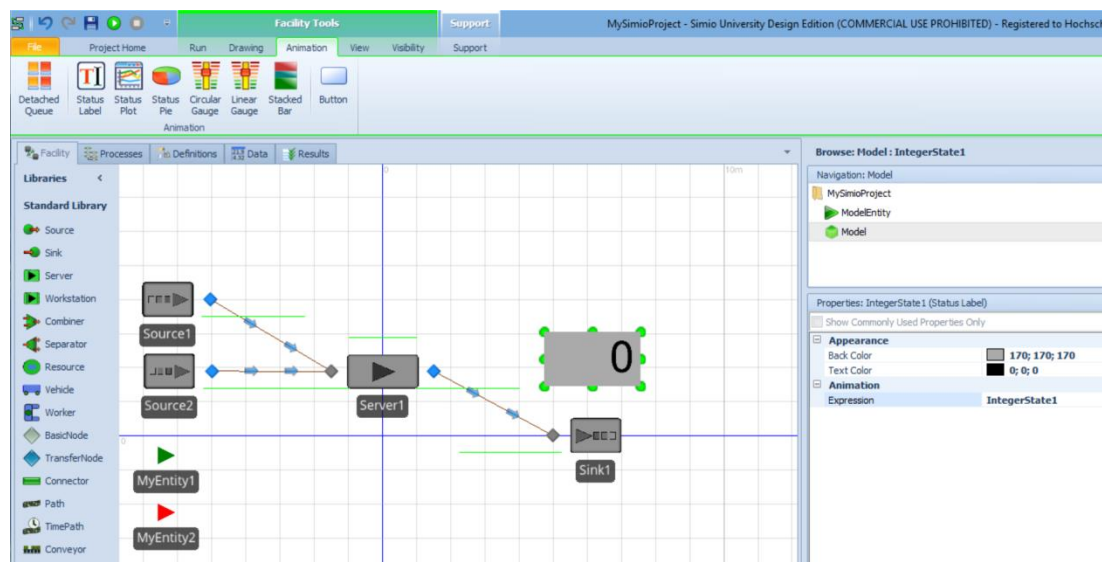 Facility Tools Support MySimioProject - Simio University Design Edition (COMMERCIAL USE PROHIBITED) - Registered to Hochsch
File Project Home Run Drawing Animation View Visibility Support
Detached Queue
Status Label
Status Plot
Status Pie
Circular Gauge
Linear Gauge
Stacked Bar
Button
Animation
Facility Processes Definitions Data Results
Libraries <
Standard Library
Source
Sink
Server
Workstation
Combiner
Separator
Resource
Vehicle
Worker
BasicNode
TransferNode
Connector
Path
TimePath
Conveyor
0 10m
Source1
Source2
Server1
0
Sink1
0
MyEntity1
MyEntity2
Browse: Model : IntegerState1
Navigation: Model
MySimioProject
ModelEntity
Model
Properties: IntegerState1 (Status Label)
Show Commonly Used Properties Only
Appearance
Back Color 170; 170; 170
Text Color 0; 0; 0
Animation
Expression IntegerState1